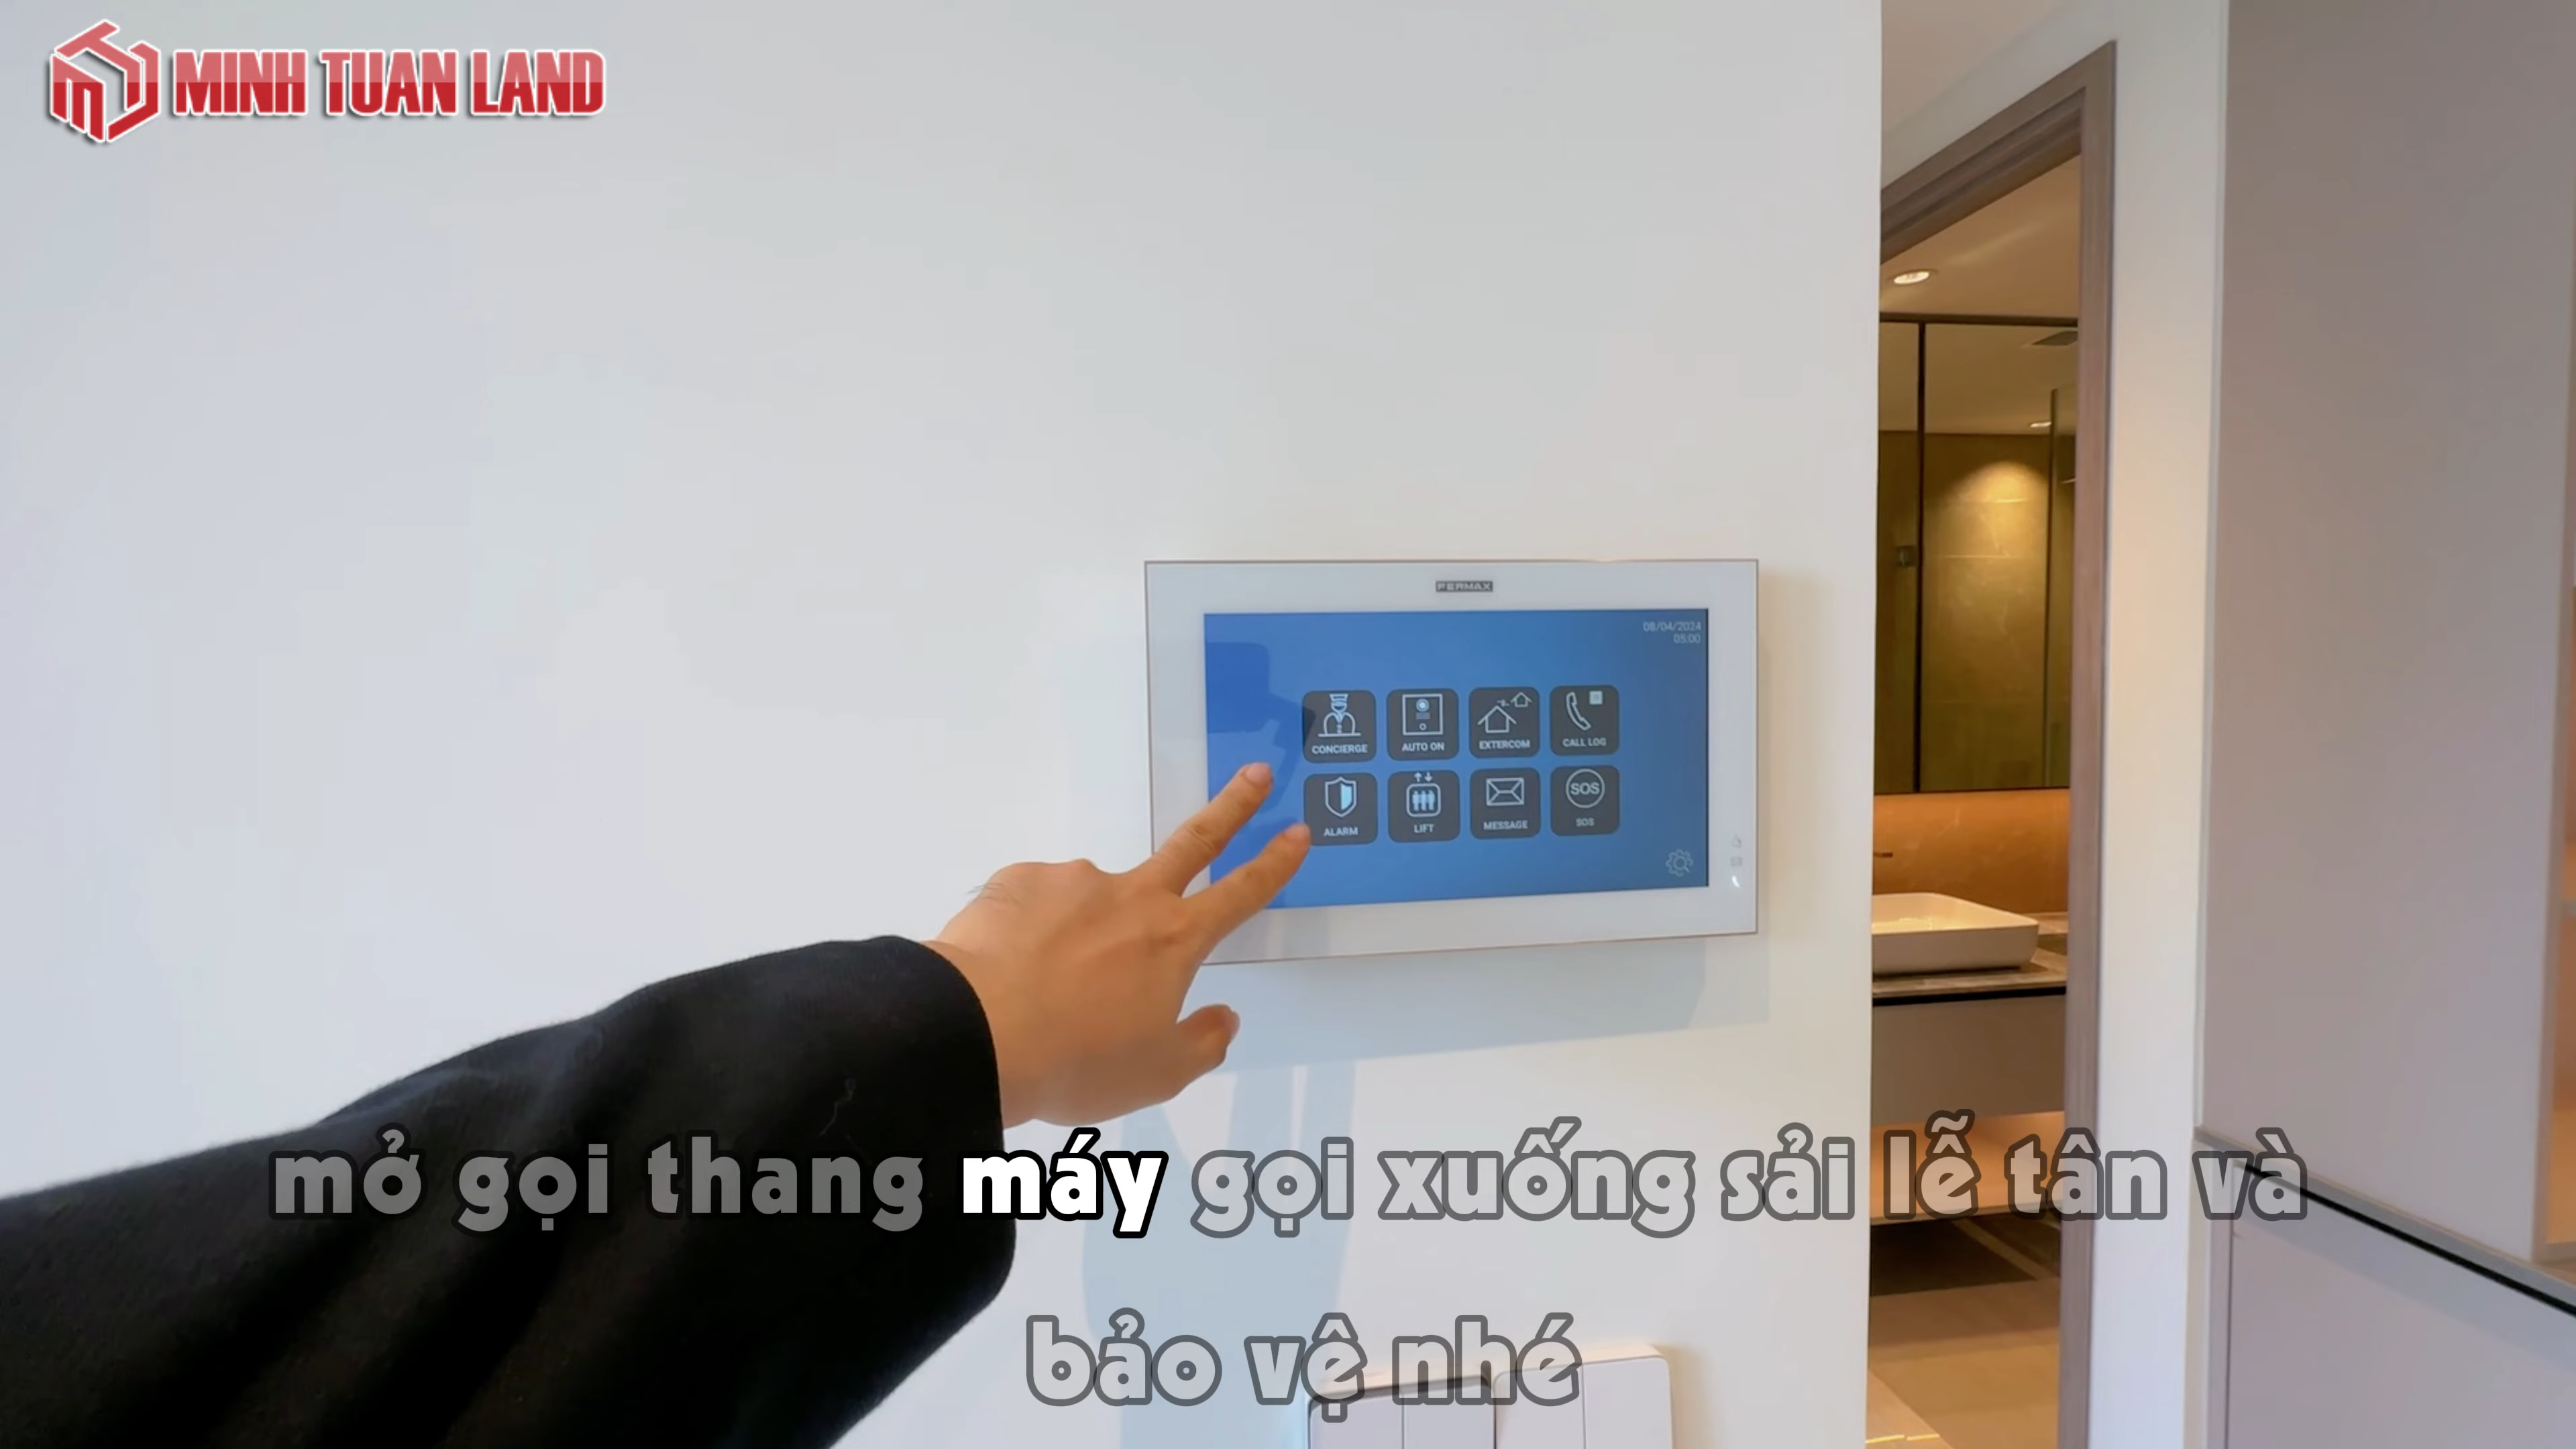 MINH TUAN LAND
FERMAX
08/04/2024
05:00
CONCIERGE
AUTO ON
EXTERCOM
CALL LOG
ALARM
LIFT
MESSAGE
SOS
SOS
mở gọi thang máy gọi xuống sải lễ tân và
bảo vệ nhé